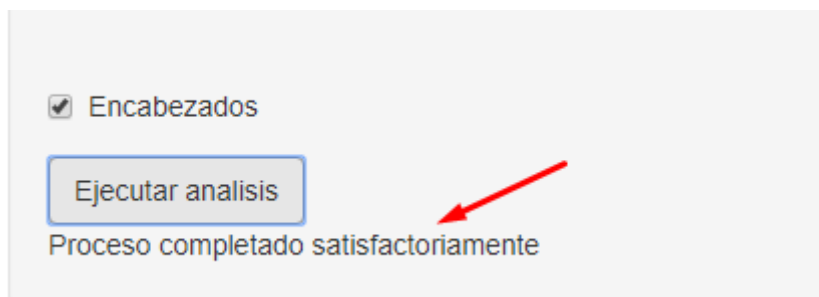 Encabezados
Ejecutar analisis
Proceso completado satisfactoriamente